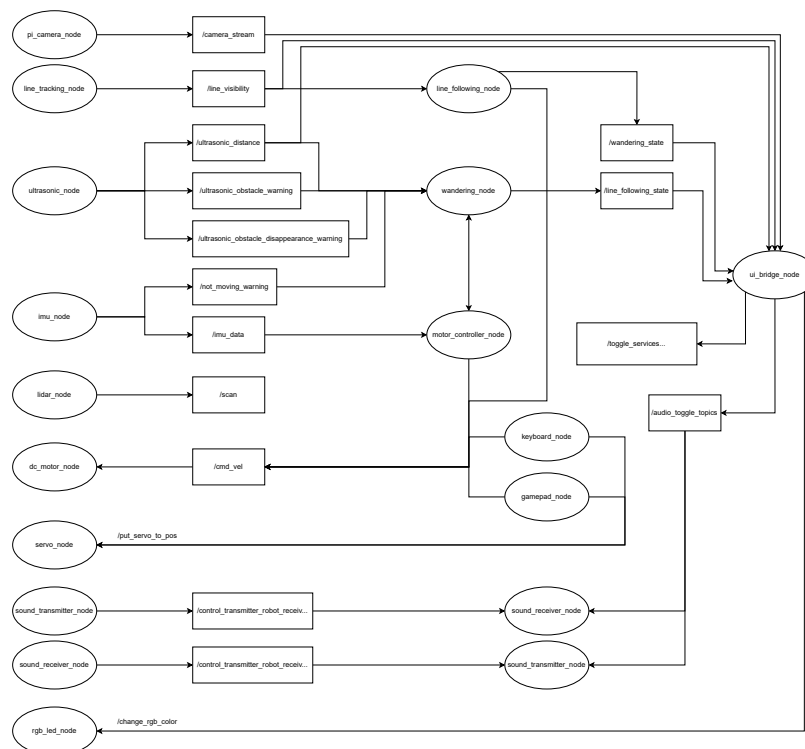 pi_camera_node
/camera_stream
line_tracking_node
/line_visibility
line_following_node
/ultrasonic_distance
/wandering_state
ultrasonic_node
/ultrasonic_obstacle_warning
wandering_node
/line_following_state
/ultrasonic_obstacle_disappearance_warning
ui_bridge_node
/not_moving_warning
imu_node
/imu_data
motor_controller_node
/toggle_services...
lidar_node
/scan
/audio_toggle_topics
keyboard_node
dc_motor_node
/cmd_vel
gamepad_node
/put_servo_to_pos
servo_node
sound_transmitter_node
/control_transmitter_robot_receiv...
sound_receiver_node
sound_receiver_node
/control_transmitter_robot_receiv...
sound_transmitter_node
/change_rgb_color
rgb_led_node